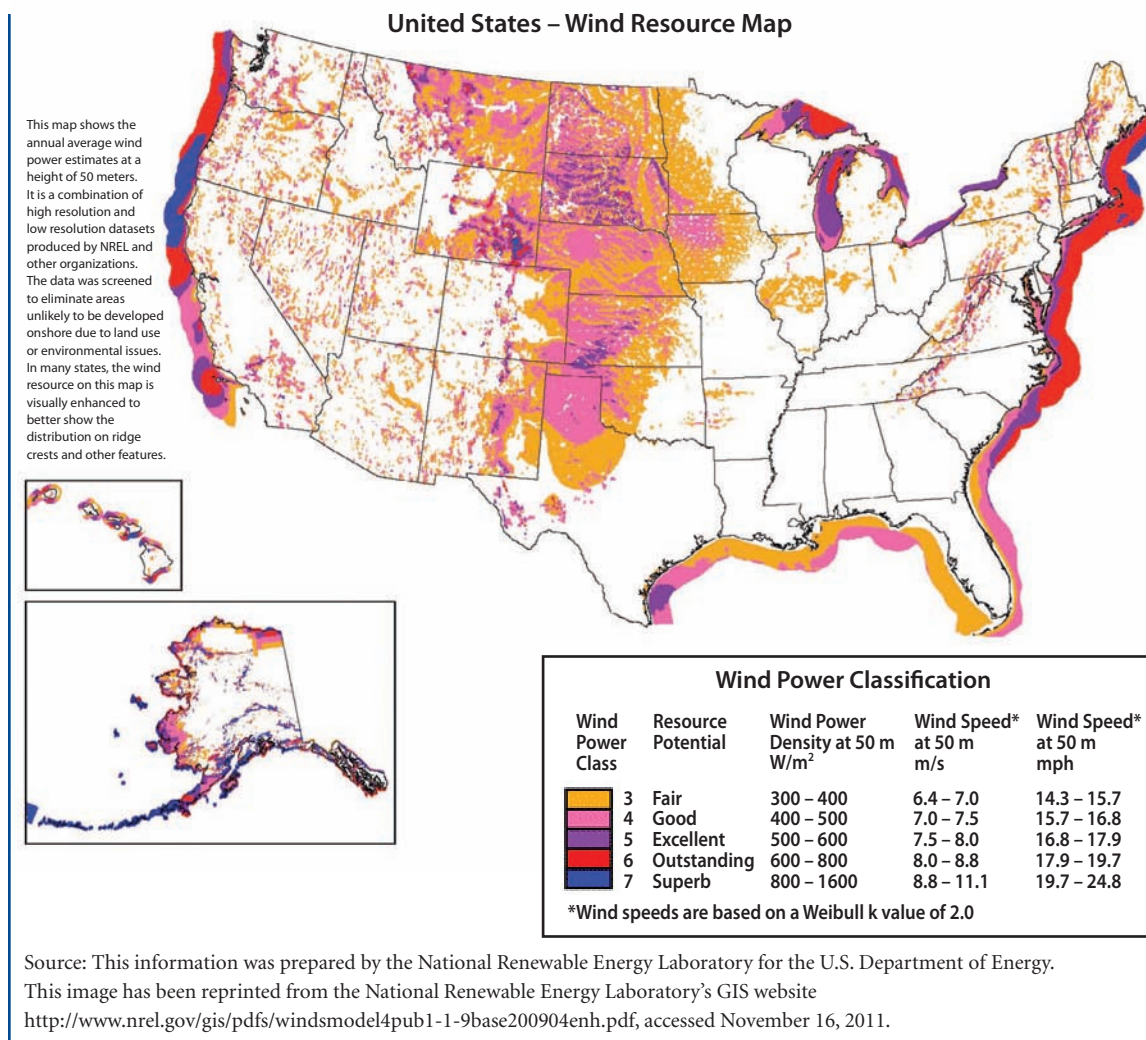 United States – Wind Resource Map
This map shows the
annual average wind
power estimates at a
height of 50 meters.
It is a combination of
high resolution and
low resolution datasets
produced by NREL and
other organizations.
The data was screened
to eliminate areas
unlikely to be developed
onshore due to land use
or environmental issues.
In many states, the wind
resource on this map is
visually enhanced to
better show the
distribution on ridge
crests and other features.
Wind Power Classification
Wind Power Class Resource Potential Wind Power Density at 50 m W/m² Wind Speed* at 50 m m/s Wind Speed* at 50 m mph
3 Fair 300 – 400 6.4 – 7.0 14.3 – 15.7
4 Good 400 – 500 7.0 – 7.5 15.7 – 16.8
5 Excellent 500 – 600 7.5 – 8.0 16.8 – 17.9
6 Outstanding 600 – 800 8.0 – 8.8 17.9 – 19.7
7 Superb 800 – 1600 8.8 – 11.1 19.7 – 24.8
*Wind speeds are based on a Weibull k value of 2.0
Source: This information was prepared by the National Renewable Energy Laboratory for the U.S. Department of Energy.
This image has been reprinted from the National Renewable Energy Laboratory's GIS website
http://www.nrel.gov/gis/pdfs/windsmodel4pub1-1-9base200904enh.pdf, accessed November 16, 2011.